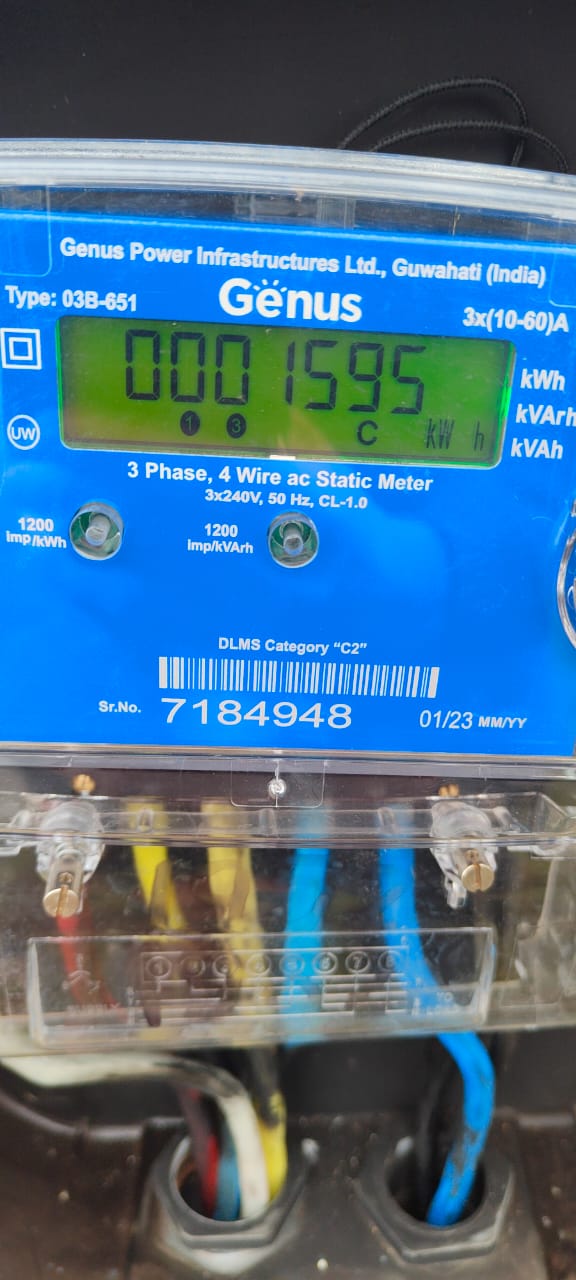 Genus Power Infrastructures Ltd., Guwahati (India)
Type: 03B-651
Genus
3x(10-60)A
0001595
1 3 C kW h
kWh
kVArh
kVAh
UW
3 Phase, 4 Wire ac Static Meter
3x240V, 50 Hz, CL-1.0
1200
imp/kWh
1200
imp/kVArh
DLMS Category "C2"
Sr.No. 7184948 01/23 MM/YY